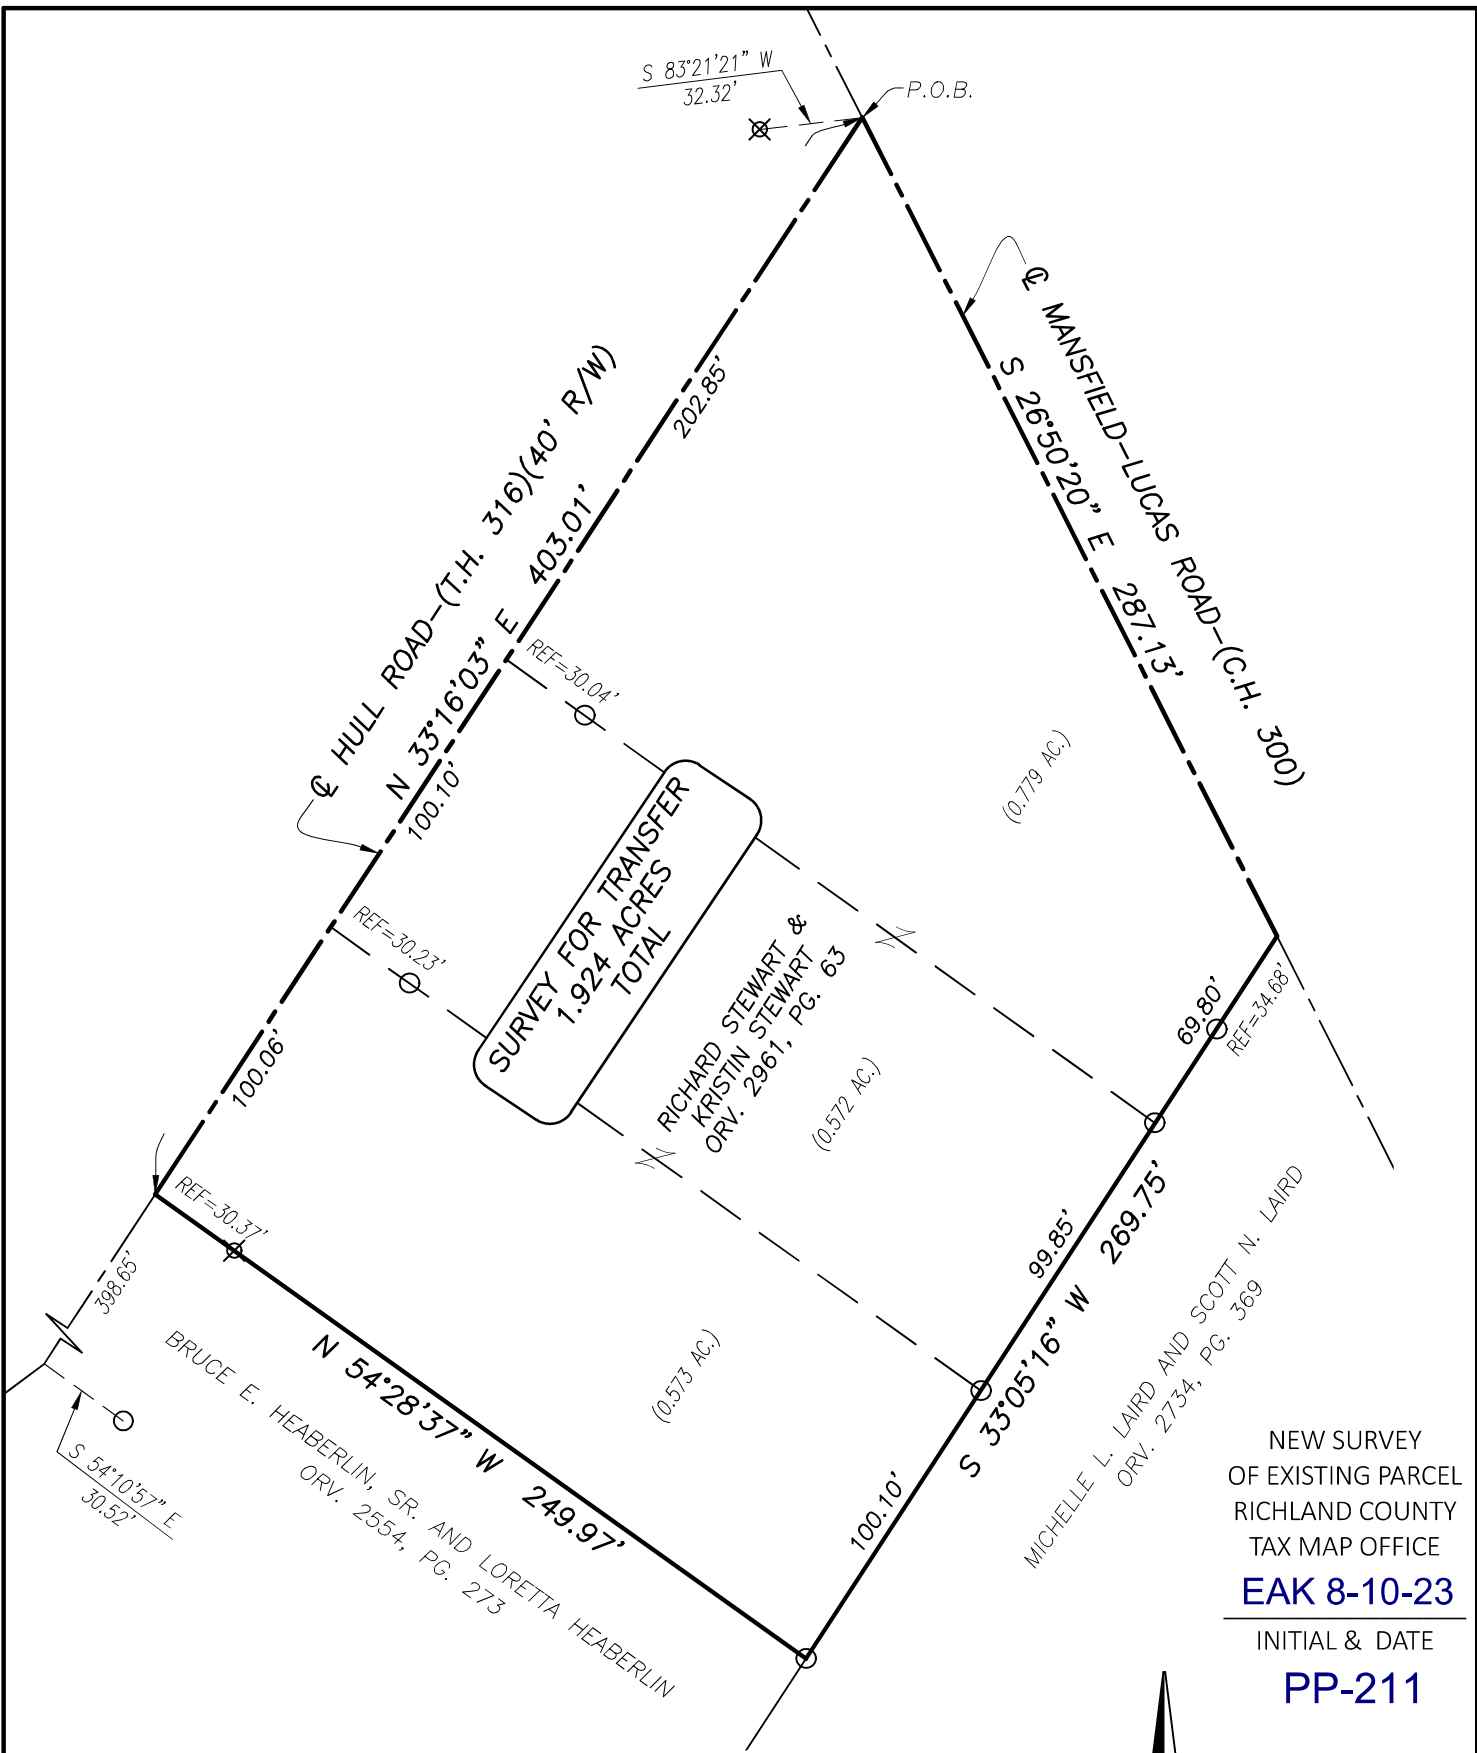 S 83°21'21" W
32.32'
P.O.B.
℄ MANSFIELD-LUCAS ROAD-(C.H. 300)
S 26°50'20" E 287.13'
℄ HULL ROAD-(T.H. 316)(40' R/W)
N 33°16'03" E 403.01'
202.85'
100.10'
100.06'
REF=30.04'
REF=30.23'
REF=30.37'
SURVEY FOR TRANSFER
1.924 ACRES
TOTAL
RICHARD STEWART &
KRISTIN STEWART
ORV. 2961, PG. 63
(0.779 AC.)
(0.572 AC.)
(0.573 AC.)
69.80'
REF=34.68'
99.85'
S 33°05'16" W 269.75'
100.10'
MICHELLE L. LAIRD AND SCOTT N. LAIRD
ORV. 2734, PG. 369
398.65'
S 54°10'57" E
30.52'
N 54°28'37" W 249.97'
BRUCE E. HEABERLIN, SR. AND LORETTA HEABERLIN
ORV. 2554, PG. 273
NEW SURVEY
OF EXISTING PARCEL
RICHLAND COUNTY
TAX MAP OFFICE
EAK 8-10-23
INITIAL & DATE
PP-211